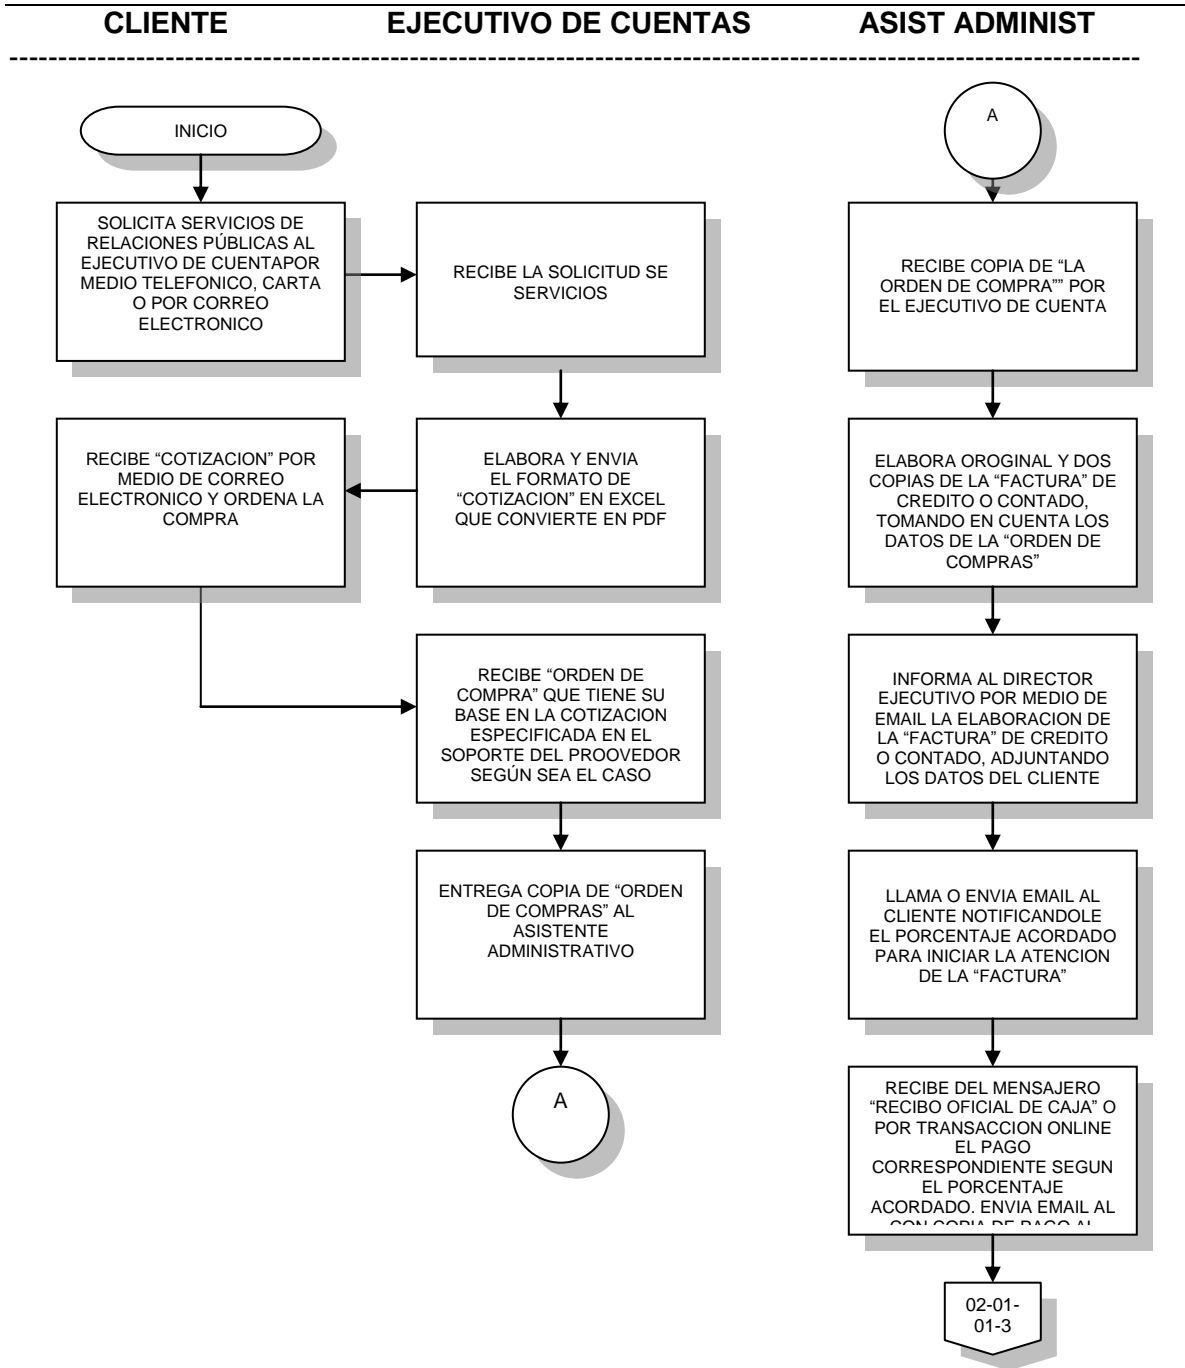 CLIENTE EJECUTIVO DE CUENTAS ASIST ADMINIST
INICIO
SOLICITA SERVICIOS DE
RELACIONES PÚBLICAS AL
EJECUTIVO DE CUENTAPOR
MEDIO TELEFONICO, CARTA
O POR CORREO
ELECTRONICO
RECIBE LA SOLICITUD SE
SERVICIOS
RECIBE “COTIZACION” POR
MEDIO DE CORREO
ELECTRONICO Y ORDENA LA
COMPRA
ELABORA Y ENVIA
EL FORMATO DE
“COTIZACION” EN EXCEL
QUE CONVIERTE EN PDF
RECIBE “ORDEN DE
COMPRA” QUE TIENE SU
BASE EN LA COTIZACION
ESPECIFICADA EN EL
SOPORTE DEL PROOVEDOR
SEGÚN SEA EL CASO
ENTREGA COPIA DE “ORDEN
DE COMPRAS” AL
ASISTENTE
ADMINISTRATIVO
A
A
RECIBE COPIA DE “LA
ORDEN DE COMPRA”” POR
EL EJECUTIVO DE CUENTA
ELABORA OROGINAL Y DOS
COPIAS DE LA “FACTURA” DE
CREDITO O CONTADO,
TOMANDO EN CUENTA LOS
DATOS DE LA “ORDEN DE
COMPRAS”
INFORMA AL DIRECTOR
EJECUTIVO POR MEDIO DE
EMAIL LA ELABORACION DE
LA “FACTURA” DE CREDITO
O CONTADO, ADJUNTANDO
LOS DATOS DEL CLIENTE
LLAMA O ENVIA EMAIL AL
CLIENTE NOTIFICANDOLE
EL PORCENTAJE ACORDADO
PARA INICIAR LA ATENCION
DE LA “FACTURA”
RECIBE DEL MENSAJERO
“RECIBO OFICIAL DE CAJA” O
POR TRANSACCION ONLINE
EL PAGO
CORRESPONDIENTE SEGUN
EL PORCENTAJE
ACORDADO. ENVIA EMAIL AL
CON COPIA DE PAGO AL
02-01-
01-3